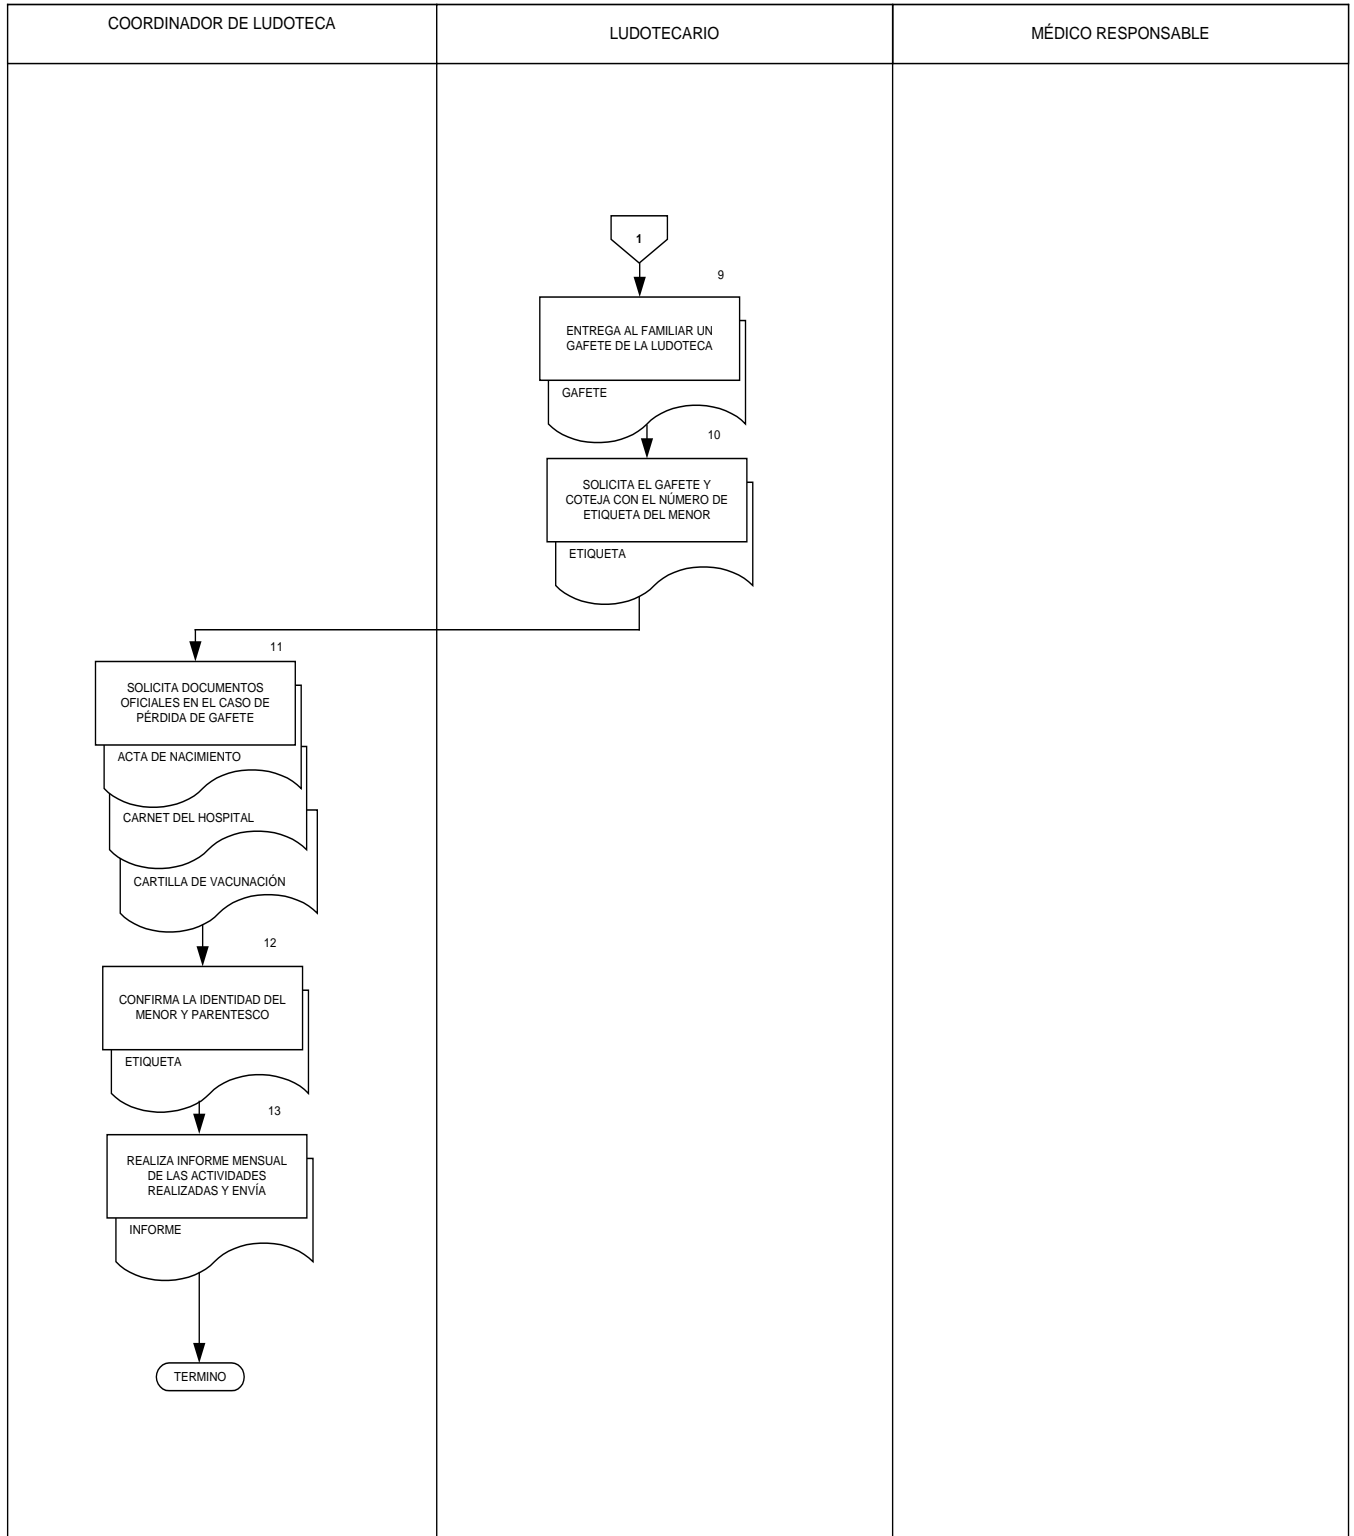 COORDINADOR DE LUDOTECA
LUDOTECARIO
MÉDICO RESPONSABLE
1
9
ENTREGA AL FAMILIAR UN
GAFETE DE LA LUDOTECA
GAFETE
10
SOLICITA EL GAFETE Y
COTEJA CON EL NÚMERO DE
ETIQUETA DEL MENOR
ETIQUETA
11
SOLICITA DOCUMENTOS
OFICIALES EN EL CASO DE
PÉRDIDA DE GAFETE
ACTA DE NACIMIENTO
CARNET DEL HOSPITAL
CARTILLA DE VACUNACIÓN
12
CONFIRMA LA IDENTIDAD DEL
MENOR Y PARENTESCO
ETIQUETA
13
REALIZA INFORME MENSUAL
DE LAS ACTIVIDADES
REALIZADAS Y ENVÍA
INFORME
TERMINO